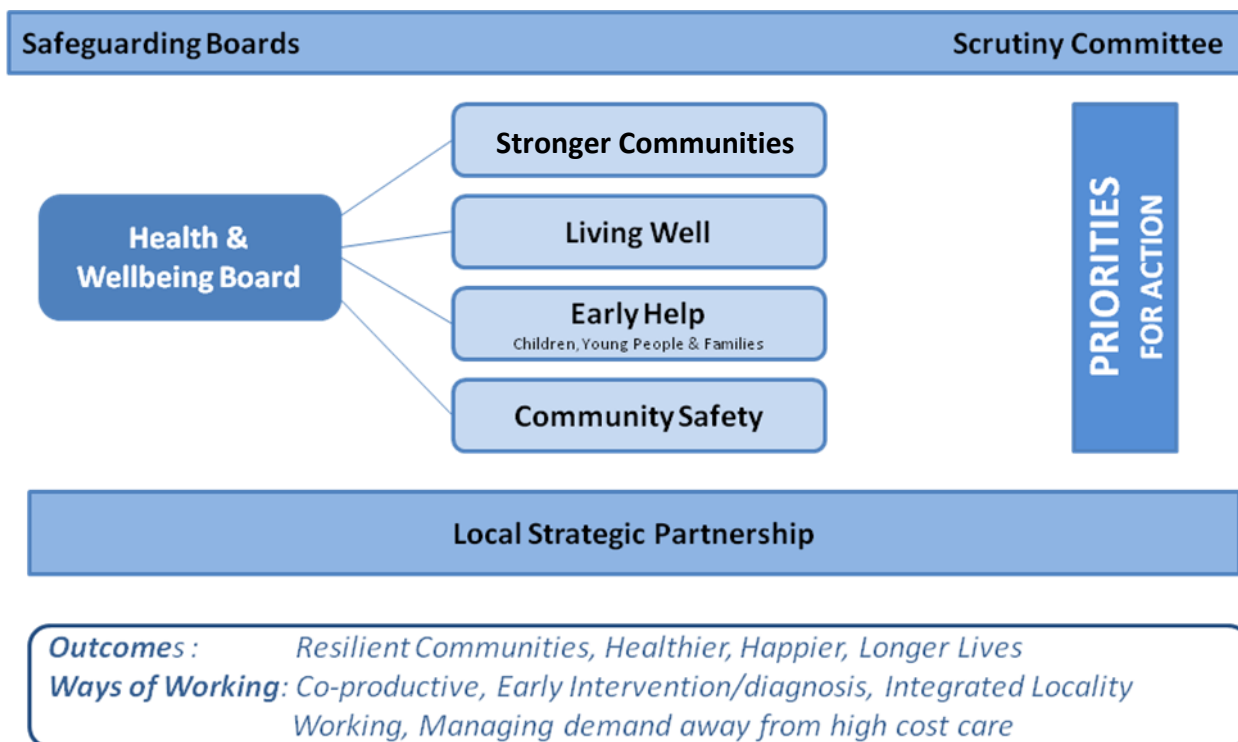 Safeguarding Boards Scrutiny Committee
Stronger Communities
Health &
Wellbeing Board
Living Well
Early Help
Children, Young People & Families
Community Safety
PRIORITIES
FOR ACTION
Local Strategic Partnership
Outcomes : Resilient Communities, Healthier, Happier, Longer Lives
Ways of Working: Co-productive, Early Intervention/diagnosis, Integrated Locality
Working, Managing demand away from high cost care